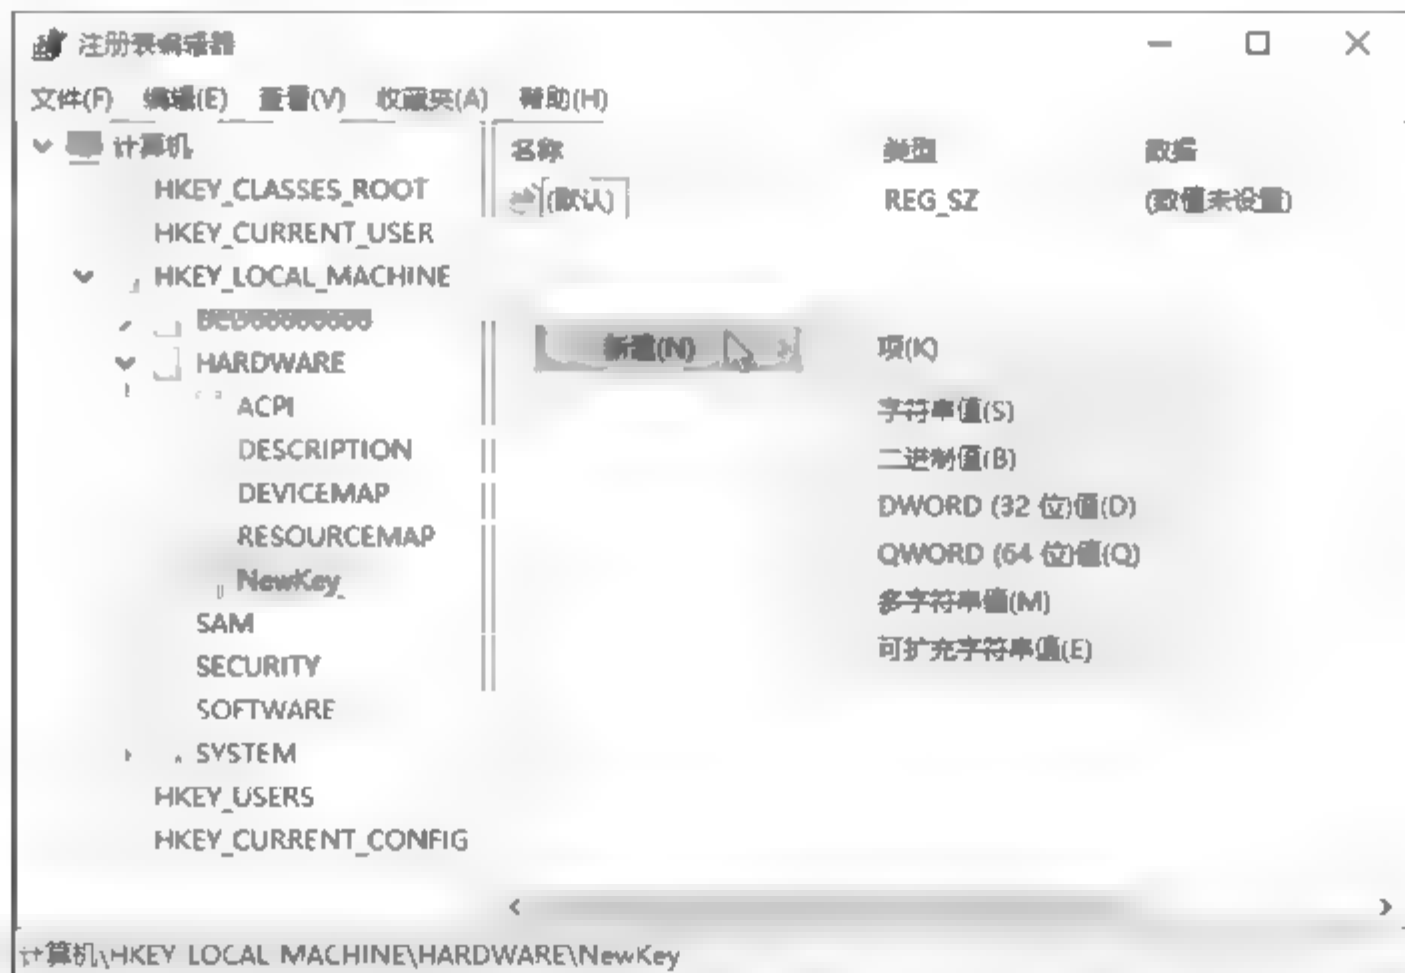 注册表编辑器
文件(F) 编辑(E) 查看(V) 收藏夹(A) 帮助(H)
计算机
HKEY_CLASSES_ROOT
HKEY_CURRENT_USER
HKEY_LOCAL_MACHINE
BCD00000000
HARDWARE
ACPI
DESCRIPTION
DEVICEMAP
RESOURCEMAP
NewKey
SAM
SECURITY
SOFTWARE
SYSTEM
HKEY_USERS
HKEY_CURRENT_CONFIG
名称 类型 数据
(默认) REG_SZ (数值未设置)
新建(N)
项(K)
字符串值(S)
二进制值(B)
DWORD (32 位)值(D)
QWORD (64 位)值(Q)
多字符串值(M)
可扩充字符串值(E)
计算机\HKEY_LOCAL_MACHINE\HARDWARE\NewKey